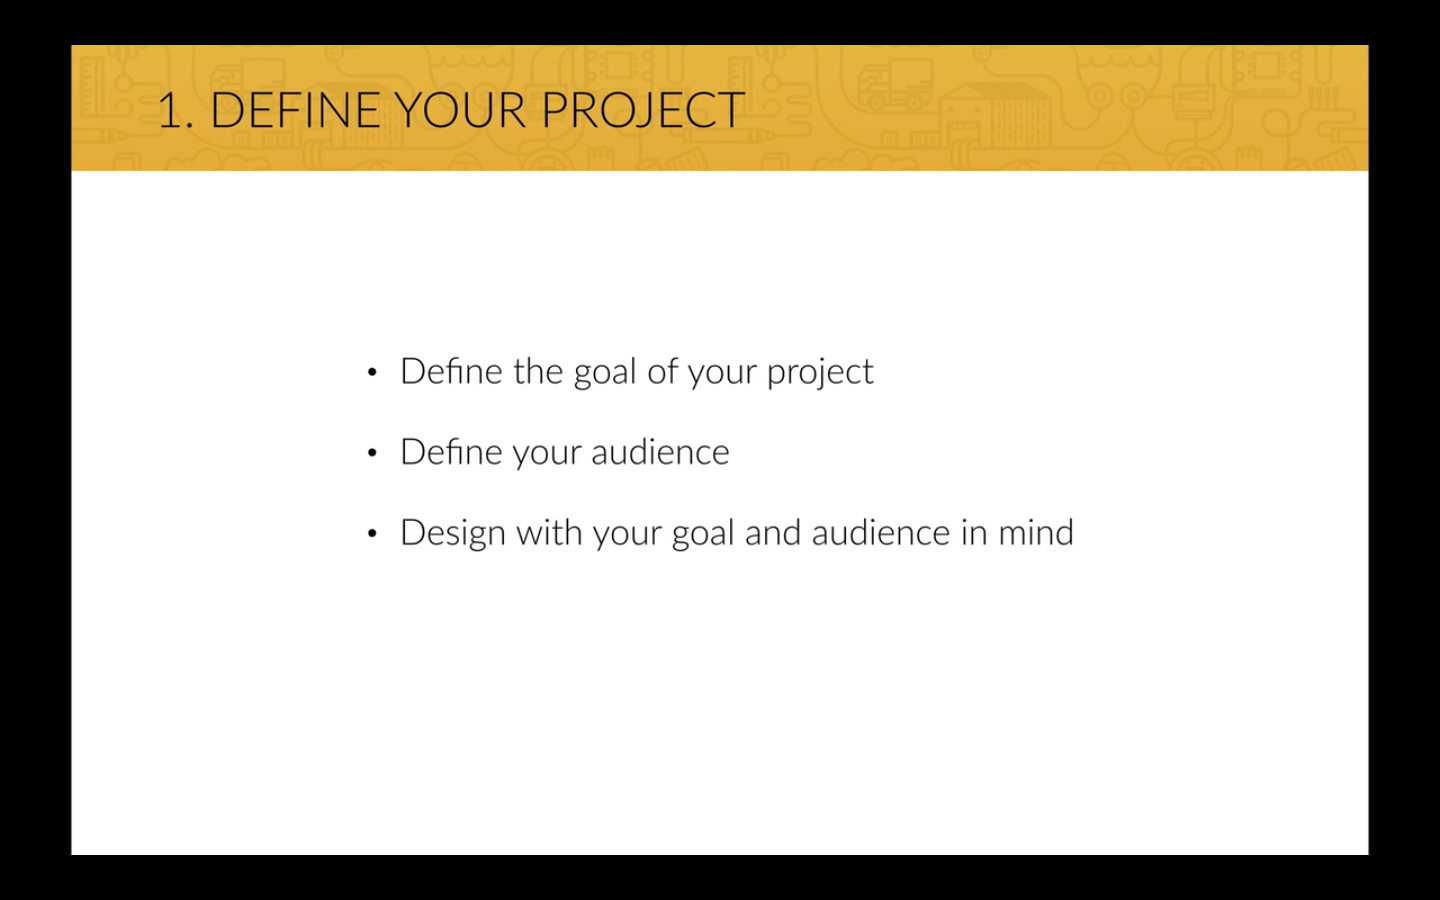 1. DEFINE YOUR PROJECT
• Define the goal of your project
• Define your audience
• Design with your goal and audience in mind